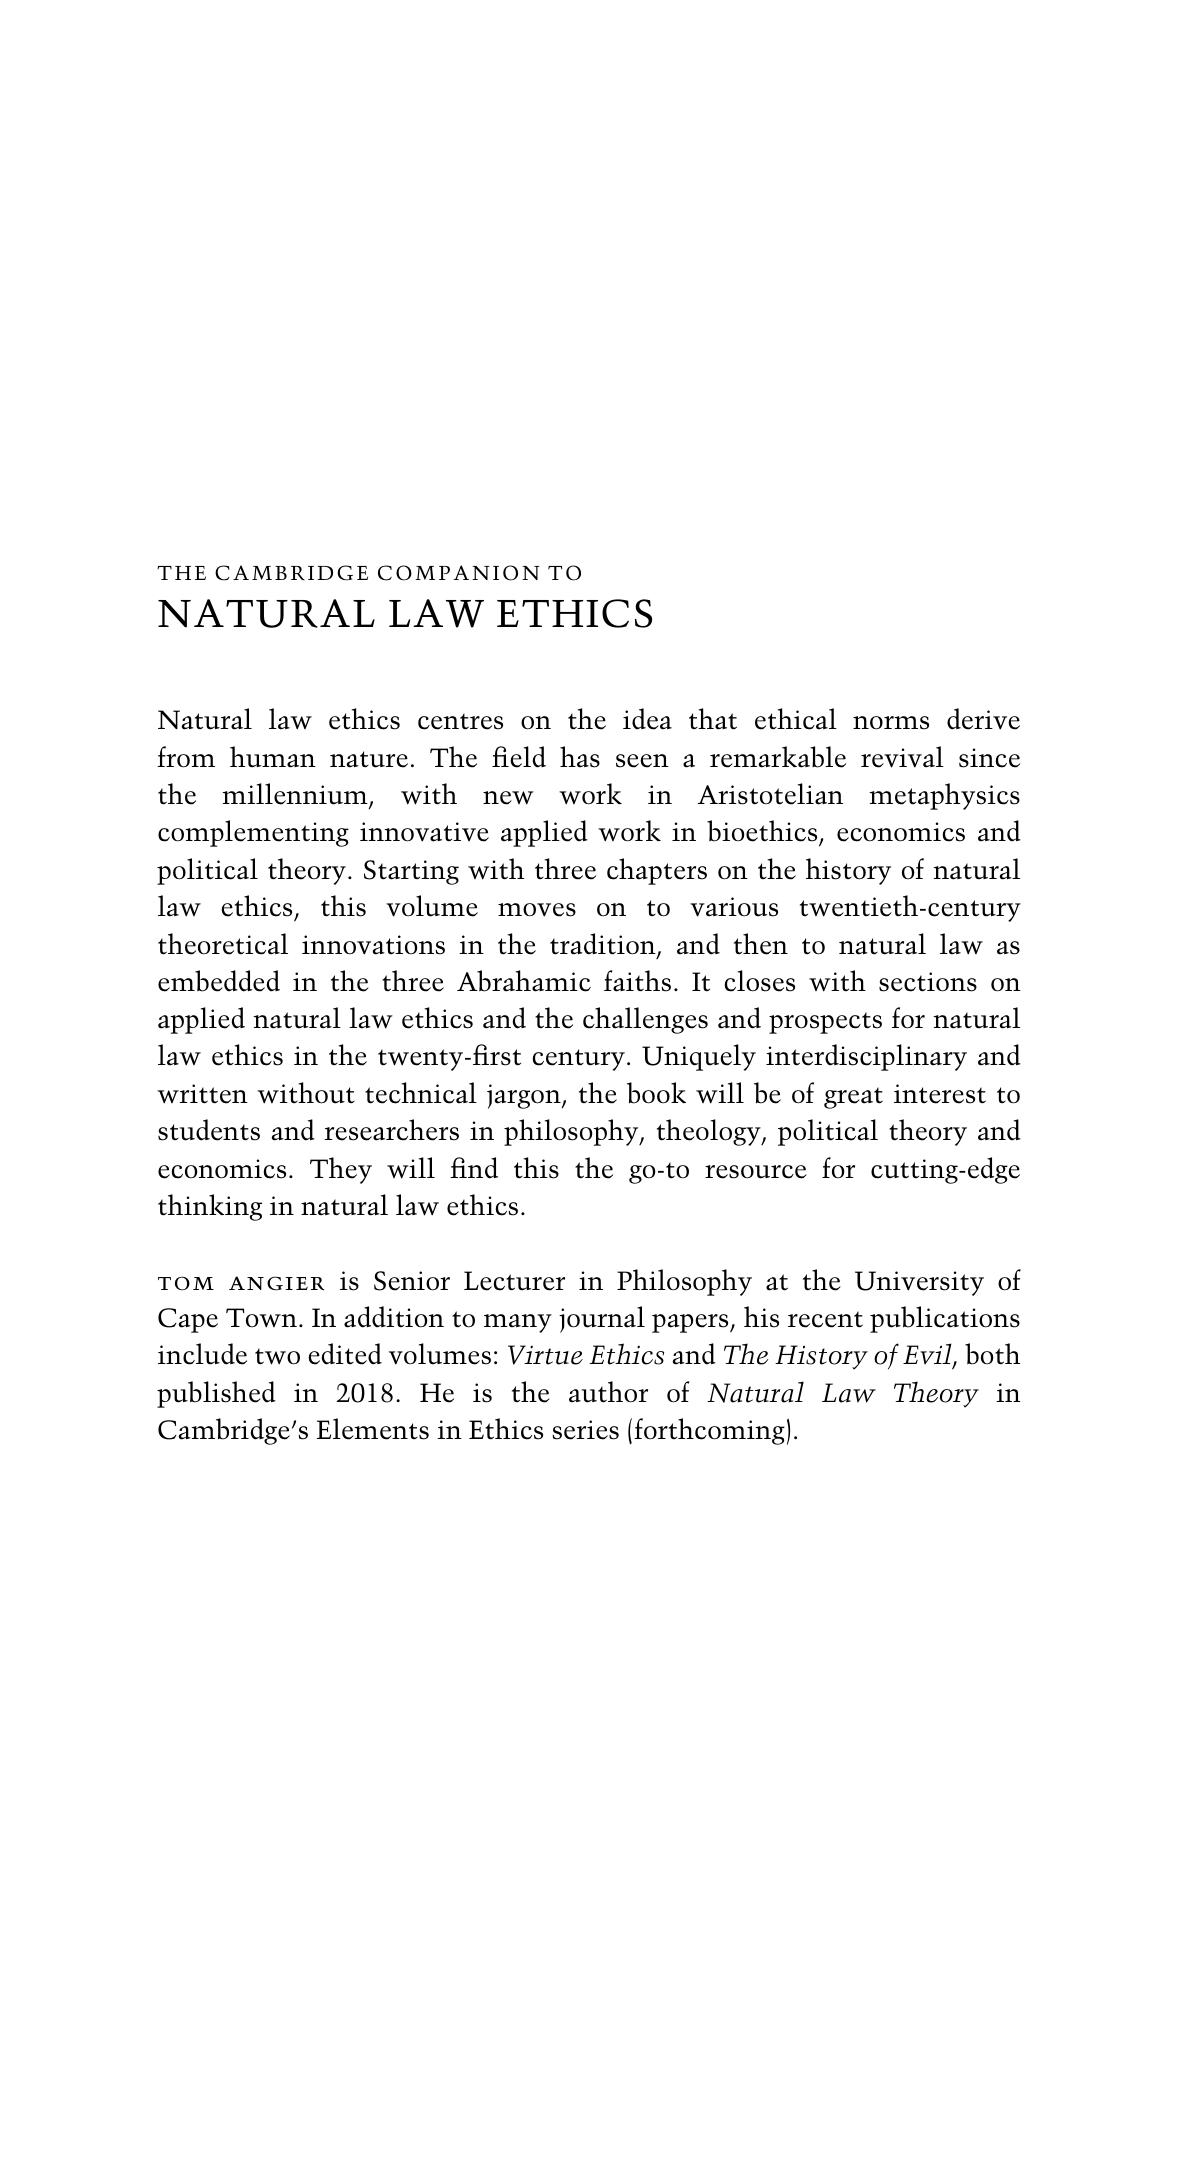 THE CAMBRIDGE COMPANION TO
NATURAL LAW ETHICS
Natural law ethics centres on the idea that ethical norms derive
from human nature. The field has seen a remarkable revival since
the millennium, with new work in Aristotelian metaphysics
complementing innovative applied work in bioethics, economics and
political theory. Starting with three chapters on the history of natural
law ethics, this volume moves on to various twentieth-century
theoretical innovations in the tradition, and then to natural law as
embedded in the three Abrahamic faiths. It closes with sections on
applied natural law ethics and the challenges and prospects for natural
law ethics in the twenty-first century. Uniquely interdisciplinary and
written without technical jargon, the book will be of great interest to
students and researchers in philosophy, theology, political theory and
economics. They will find this the go-to resource for cutting-edge
thinking in natural law ethics.
TOM ANGIER is Senior Lecturer in Philosophy at the University of
Cape Town. In addition to many journal papers, his recent publications
include two edited volumes: Virtue Ethics and The History of Evil, both
published in 2018. He is the author of Natural Law Theory in
Cambridge’s Elements in Ethics series (forthcoming).